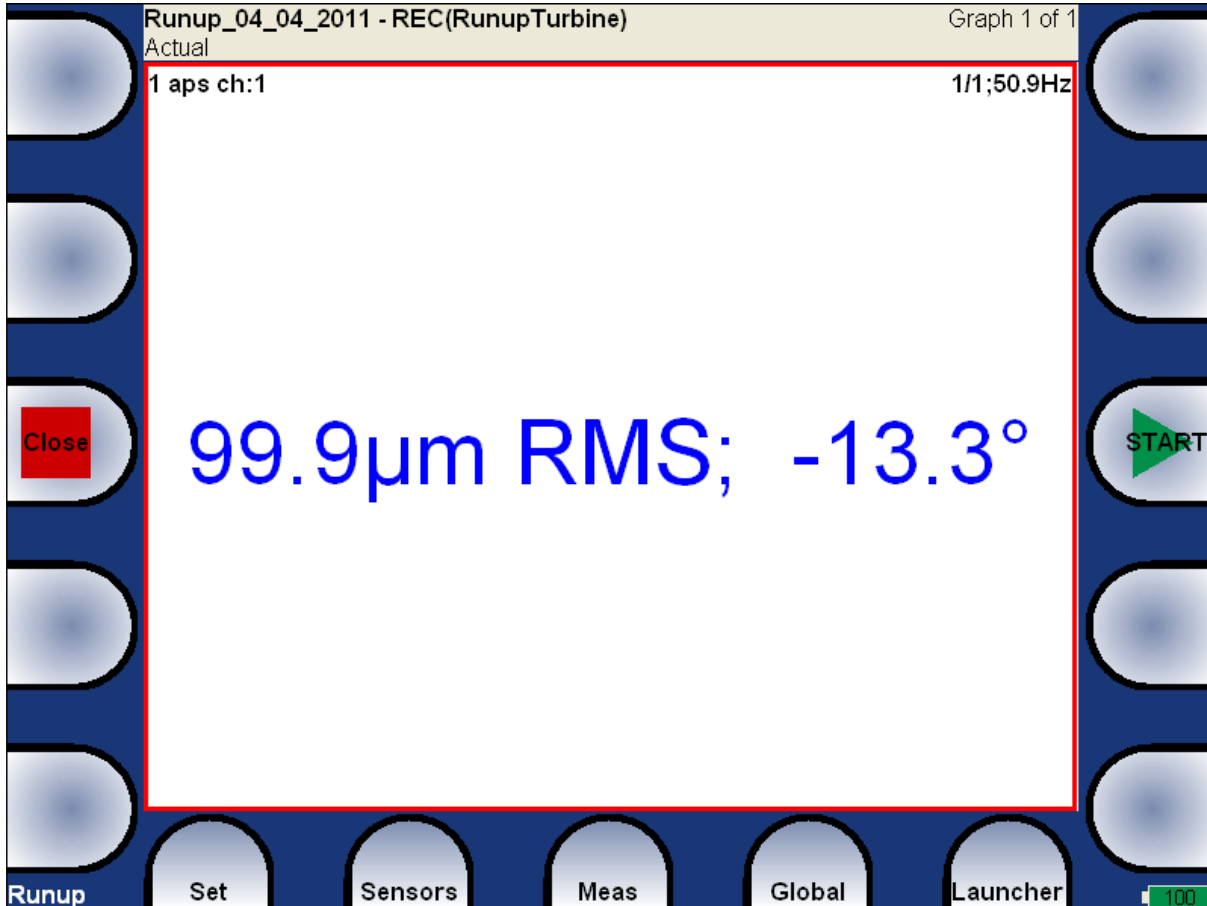 Runup_04_04_2011 - REC(RunupTurbine) Graph 1 of 1
Actual
1 aps ch:1 1/1;50.9Hz
Close 99.9µm RMS; -13.3° START
Set Sensors Meas Global Launcher
Runup 100